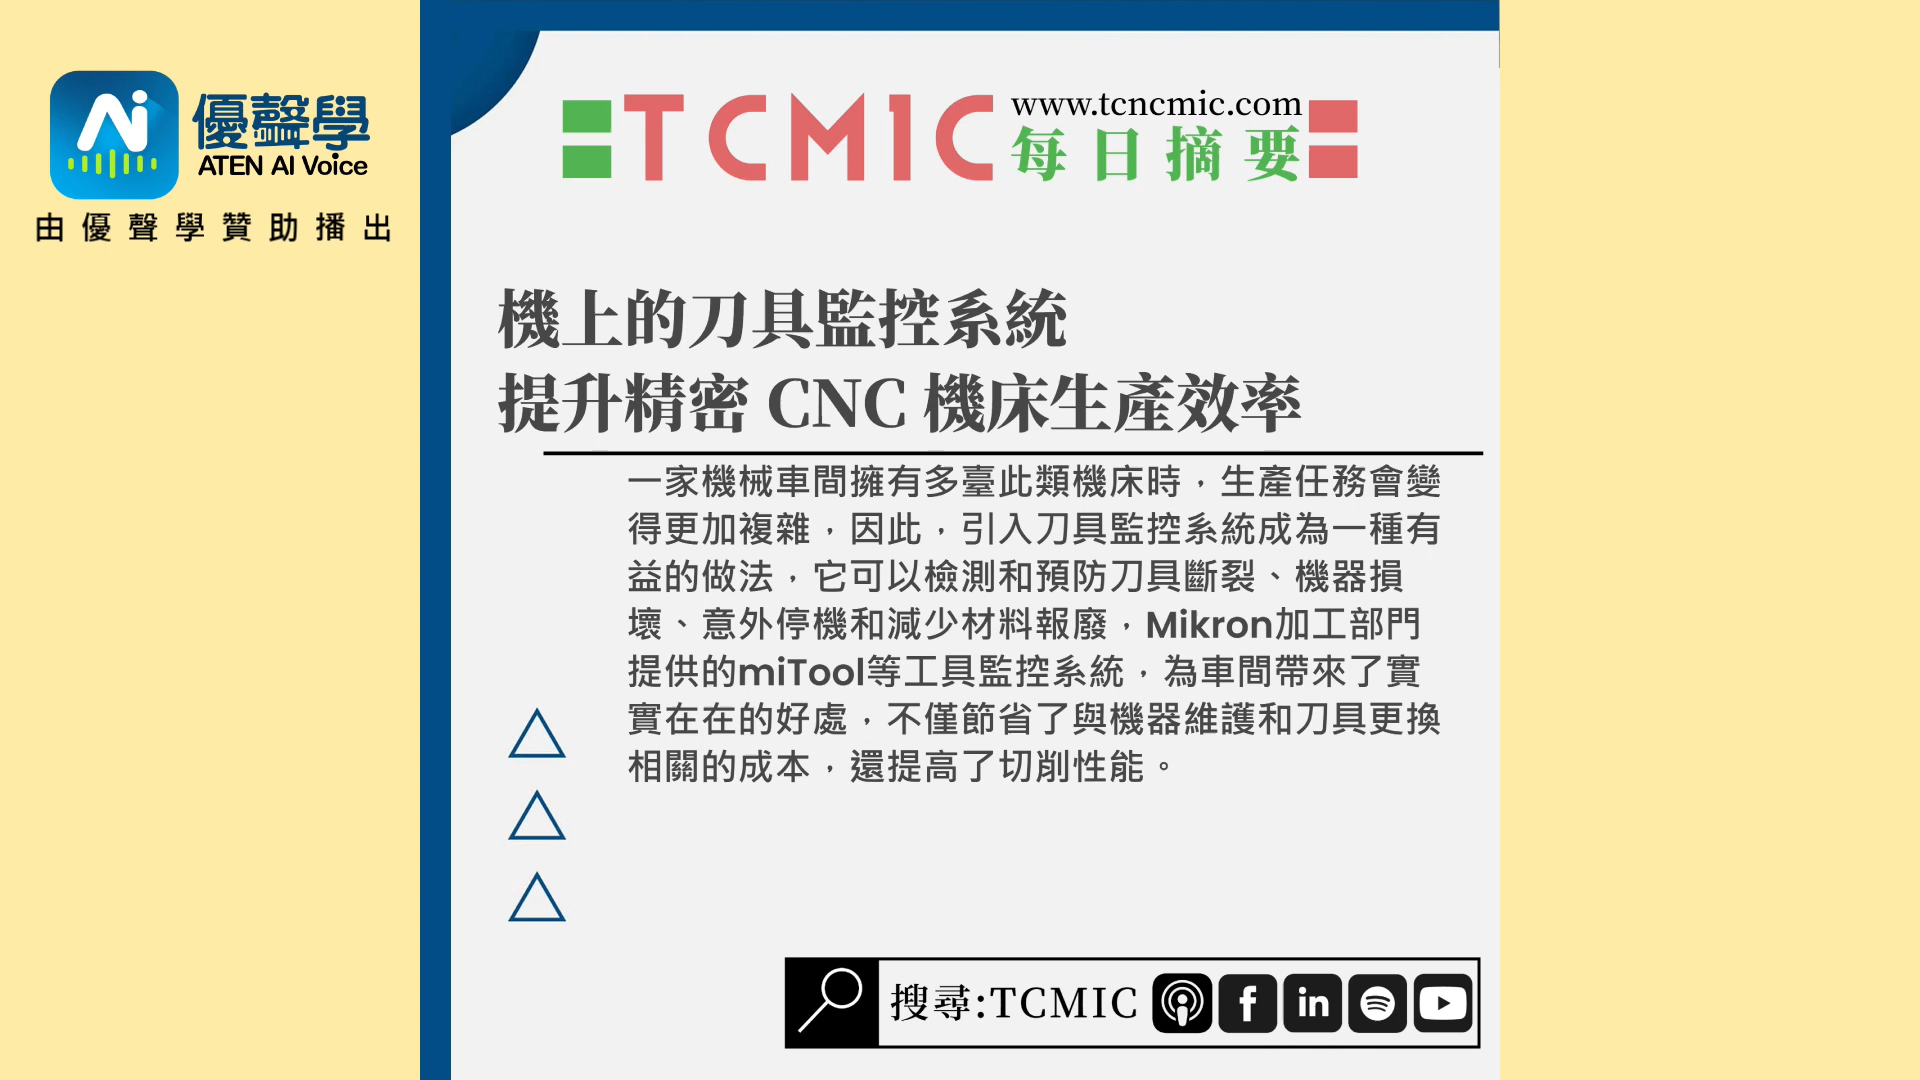 Ai
優聲學
ATEN AI Voice
由優聲學贊助播出
TCMIC
www.tcncmic.com
每日摘要
機上的刀具監控系統
提升精密 CNC 機床生產效率
一家機械車間擁有多臺此類機床時，生產任務會變
得更加複雜，因此，引入刀具監控系統成為一種有
益的做法，它可以檢測和預防刀具斷裂、機器損
壞、意外停機和減少材料報廢，Mikron加工部門
提供的miTool等工具監控系統，為車間帶來了實
實在在的好處，不僅節省了與機器維護和刀具更換
相關的成本，還提高了切削性能。
搜尋:TCMIC
f
in